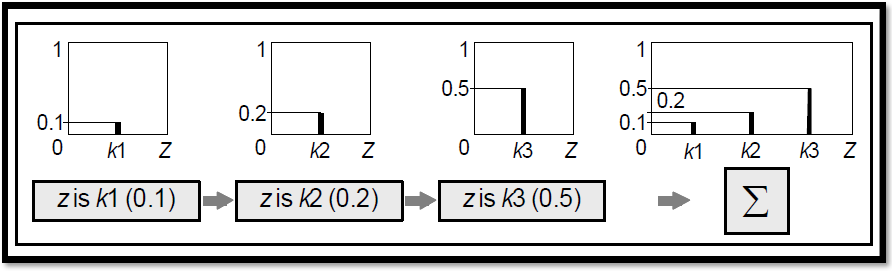 1
0.1
0
k1
Z
1
0.2
0
k2
Z
1
0.5
0
k3
Z
1
0.5
0.2
0.1
0
k1
k2
k3
Z
z is k1 (0.1)
z is k2 (0.2)
z is k3 (0.5)
∑